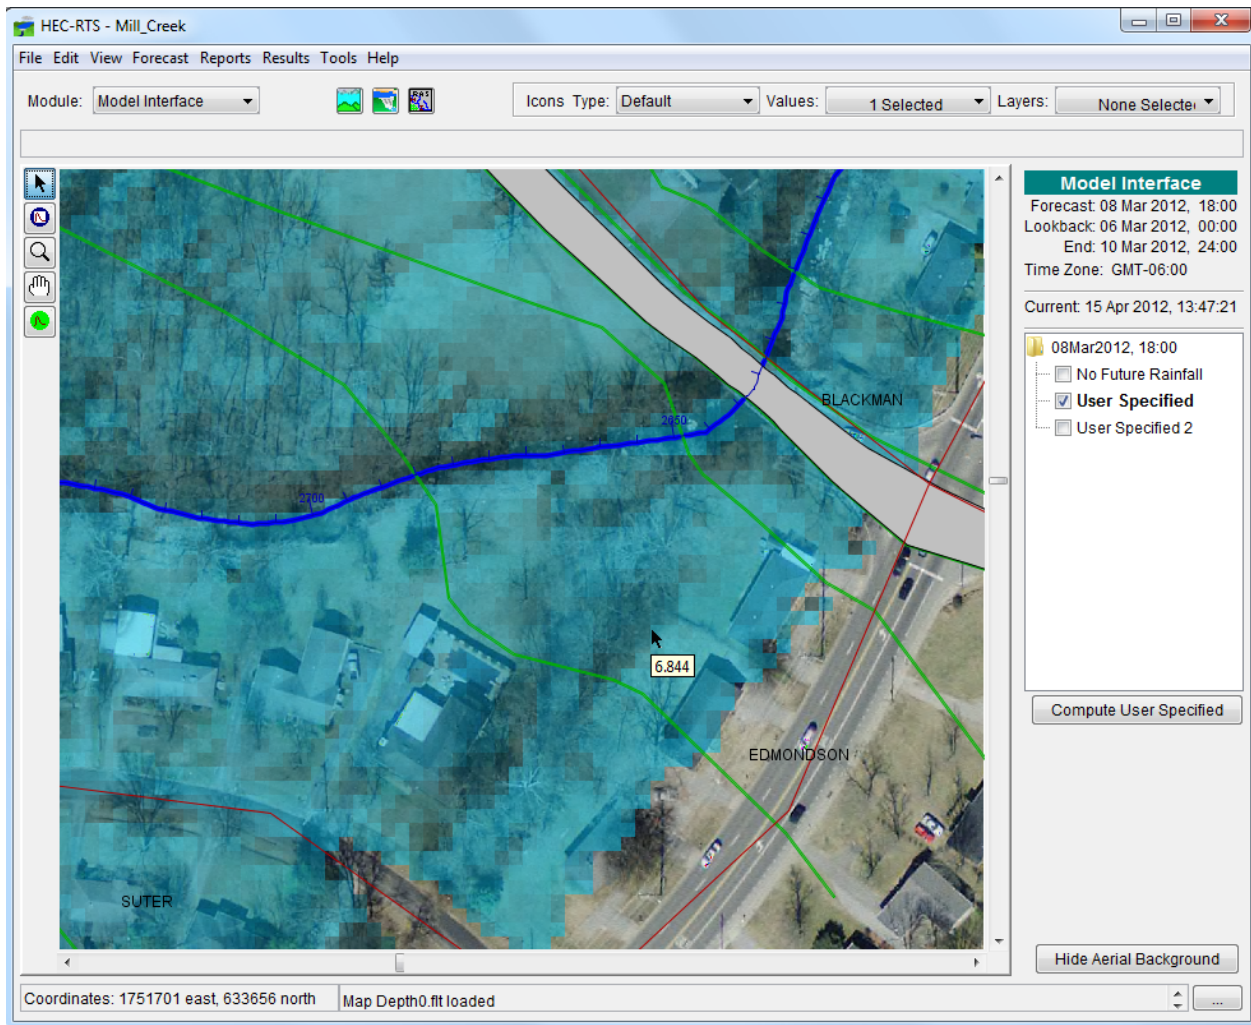 HEC-RTS - Mill_Creek
File Edit View Forecast Reports Results Tools Help
Module: Model Interface
Icons Type: Default Values: 1 Selected Layers: None Selecte
Model Interface
Forecast: 08 Mar 2012, 18:00
Lookback: 06 Mar 2012, 00:00
End: 10 Mar 2012, 24:00
Time Zone: GMT-06:00
Current: 15 Apr 2012, 13:47:21
08Mar2012, 18:00
No Future Rainfall
User Specified
User Specified 2
Compute User Specified
Hide Aerial Background
BLACKMAN
2650
2700
6.844
EDMONDSON
SUTER
Coordinates: 1751701 east, 633656 north
Map Depth0.flt loaded
...